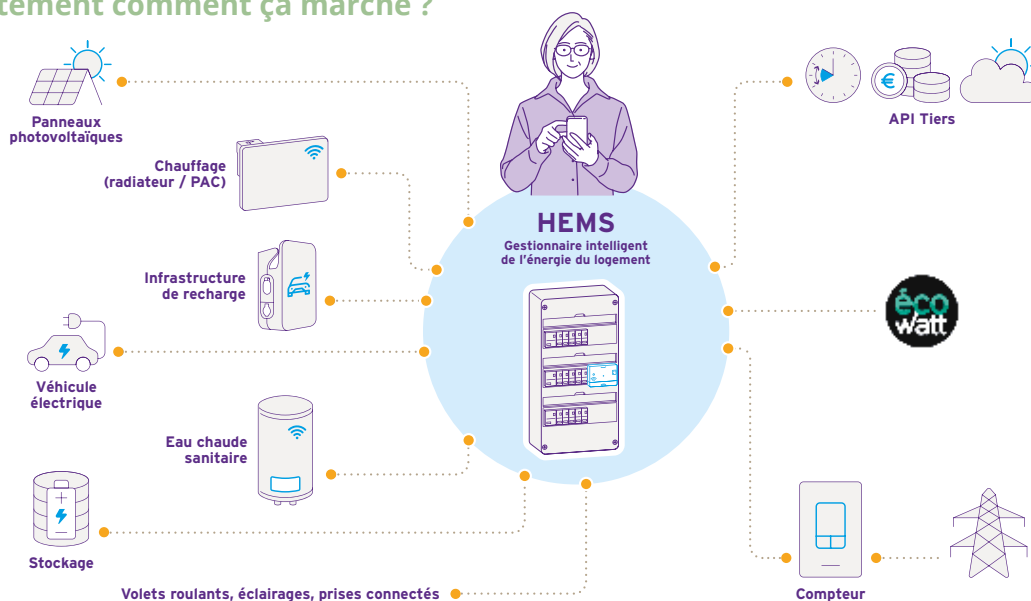 tement comment ça marche ?
Panneaux
photovoltaïques
Chauffage
(radiateur / PAC)
Infrastructure
de recharge
Véhicule
électrique
Eau chaude
sanitaire
Stockage
Volets roulants, éclairages, prises connectés
HEMS
Gestionnaire intelligent
de l’énergie du logement
€
API Tiers
éco
watt
Compteur